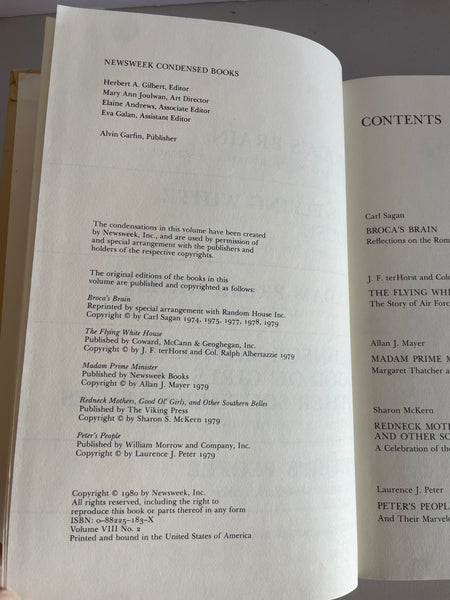 NEWSWEEK CONDENSED BOOKS
Herbert A. Gilbert, Editor
Mary Ann Joulwan, Art Director
Elaine Andrews, Associate Editor
Eva Galan, Assistant Editor
Alvin Garfin, Publisher
The condensations in this volume have been created
by Newsweek, Inc., and are used by permission of
and special arrangement with the publishers and
holders of the respective copyrights.
The original editions of the books in this
volume are published and copyrighted as follows:
Broca's Brain
Reprinted by special arrangement with Random House Inc.
Copyright © by Carl Sagan 1974, 1975, 1977, 1978, 1979
The Flying White House
Published by Coward, McCann & Geoghegan, Inc.
Copyright © by J. F. terHorst and Col. Ralph Albertazzie 1979
Madam Prime Minister
Published by Newsweek Books
Copyright © by Allan J. Mayer 1979
Redneck Mothers, Good Ol' Girls, and Other Southern Belles
Published by The Viking Press
Copyright © by Sharon S. McKern 1979
Peter's People
Published by William Morrow and Company, Inc.
Copyright © by Laurence J. Peter 1979
Copyright © 1980 by Newsweek, Inc.
All rights reserved, including the right to
reproduce this book or parts thereof in any form
ISBN: 0-88225-183-X
Volume VIII No. 2
Printed and bound in the United States of America
CONTENTS
Carl Sagan
BROCA'S BRAIN
Reflections on the Rom
J. F. terHorst and Colo
THE FLYING WHI
The Story of Air Forc
Allan J. Mayer
MADAM PRIME M
Margaret Thatcher a
Sharon McKern
REDNECK MOTH
AND OTHER SO
A Celebration of the
Laurence J. Peter
PETER'S PEOPL
And Their Marvelo